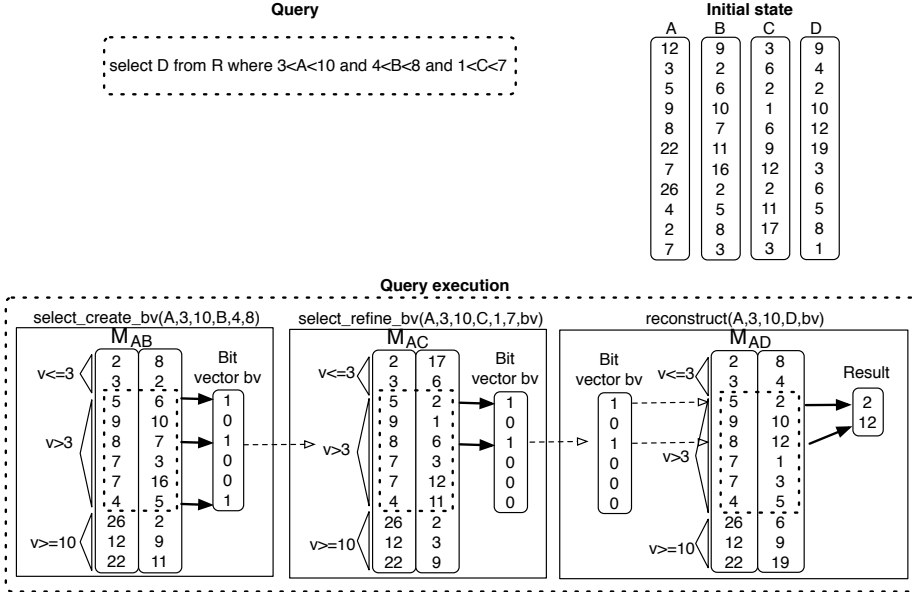 Query
select D from R where 3<A<10 and 4<B<8 and 1<C<7
Initial state
A B C D
12 9 3 9
3 2 6 4
5 6 2 2
9 10 1 10
8 7 6 12
22 11 9 19
7 16 12 3
26 2 2 6
4 5 11 5
2 8 17 8
7 3 3 1
Query execution
select_create_bv(A,3,10,B,4,8)
MAB
v<=3
v>3
v>=10
2 8
3 2
5 6
9 10
8 7
7 3
7 16
4 5
26 2
12 9
22 11
Bit
vector bv
1
0
1
0
0
1
select_refine_bv(A,3,10,C,1,7,bv)
MAC
v<=3
v>3
v>=10
2 17
3 6
5 2
9 1
8 6
7 3
7 12
4 11
26 2
12 3
22 9
Bit
vector bv
1
0
1
0
0
0
reconstruct(A,3,10,D,bv)
Bit
vector bv
1
0
1
0
0
0
MAD
v<=3
v>3
v>=10
2 8
3 4
5 2
9 10
8 12
7 1
7 3
4 5
26 6
12 9
22 19
Result
2
12